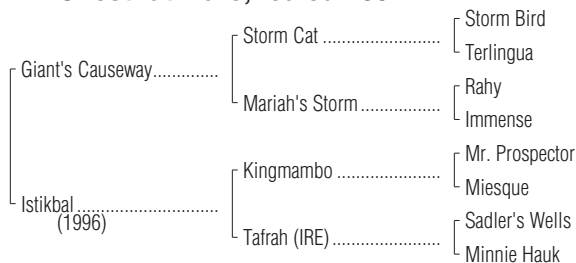 Storm Bird
Storm Cat ........................
Terlingua
Giant's Causeway.............
Rahy
Mariah's Storm ................
Immense
Mr. Prospector
Kingmambo .....................
Miesque
Istikbal............................
(1996)
Sadler's Wells
Tafrah (IRE)......................
Minnie Hauk